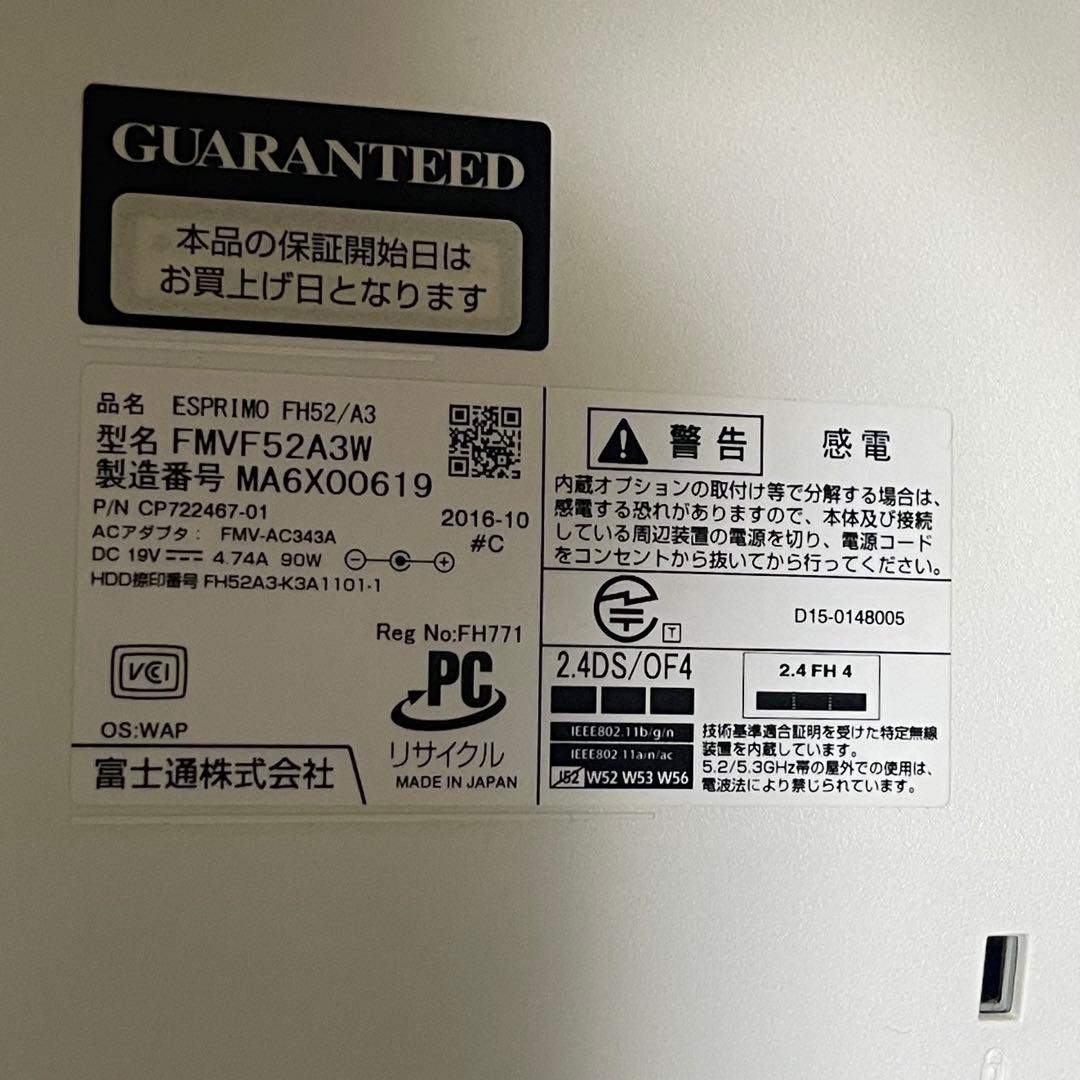 GUARANTEED
本品の保証開始日は
お買上げ日となります
品名 ESPRIMO FH52/A3
型名 FMVF52A3W
製造番号 MA6X00619
P/N CP722467-01
2016-10
#C
ACアダプタ: FMV-AC343A
DC 19V 4.74A 90W
HDD捺印番号 FH52A3-K3A1101-1
Reg No:FH771
VCI
PC
リサイクル
OS:WAP
富士通株式会社
MADE IN JAPAN
警告 感電
内蔵オプションの取付け等で分解する場合は、
感電する恐れがありますので、本体及び接続
している周辺装置の電源を切り、電源コード
をコンセントから抜いてから行ってください。
T
D15-0148005
2.4DS/OF4
2.4 FH 4
IEEE802.11b/g/n
IEEE802.11a/n/ac
J52 W52 W53 W56
技術基準適合証明を受けた特定無線
装置を内蔵しています。
5.2/5.3GHz帯の屋外での使用は、
電波法により禁じられています。